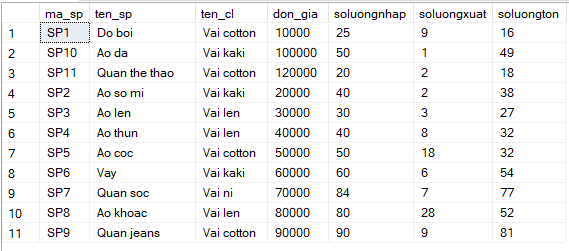 ma_sp ten_sp ten_cl don_gia soluongnhap soluongxuat soluongton
1 SP1 Do boi Vai cotton 10000 25 9 16
2 SP10 Ao da Vai kaki 100000 50 1 49
3 SP11 Quan the thao Vai cotton 120000 20 2 18
4 SP2 Ao so mi Vai kaki 20000 40 2 38
5 SP3 Ao len Vai len 30000 30 3 27
6 SP4 Ao thun Vai len 40000 40 8 32
7 SP5 Ao coc Vai cotton 50000 50 18 32
8 SP6 Vay Vai kaki 60000 60 6 54
9 SP7 Quan soc Vai ni 70000 84 7 77
10 SP8 Ao khoac Vai len 80000 80 28 52
11 SP9 Quan jeans Vai cotton 90000 90 9 81